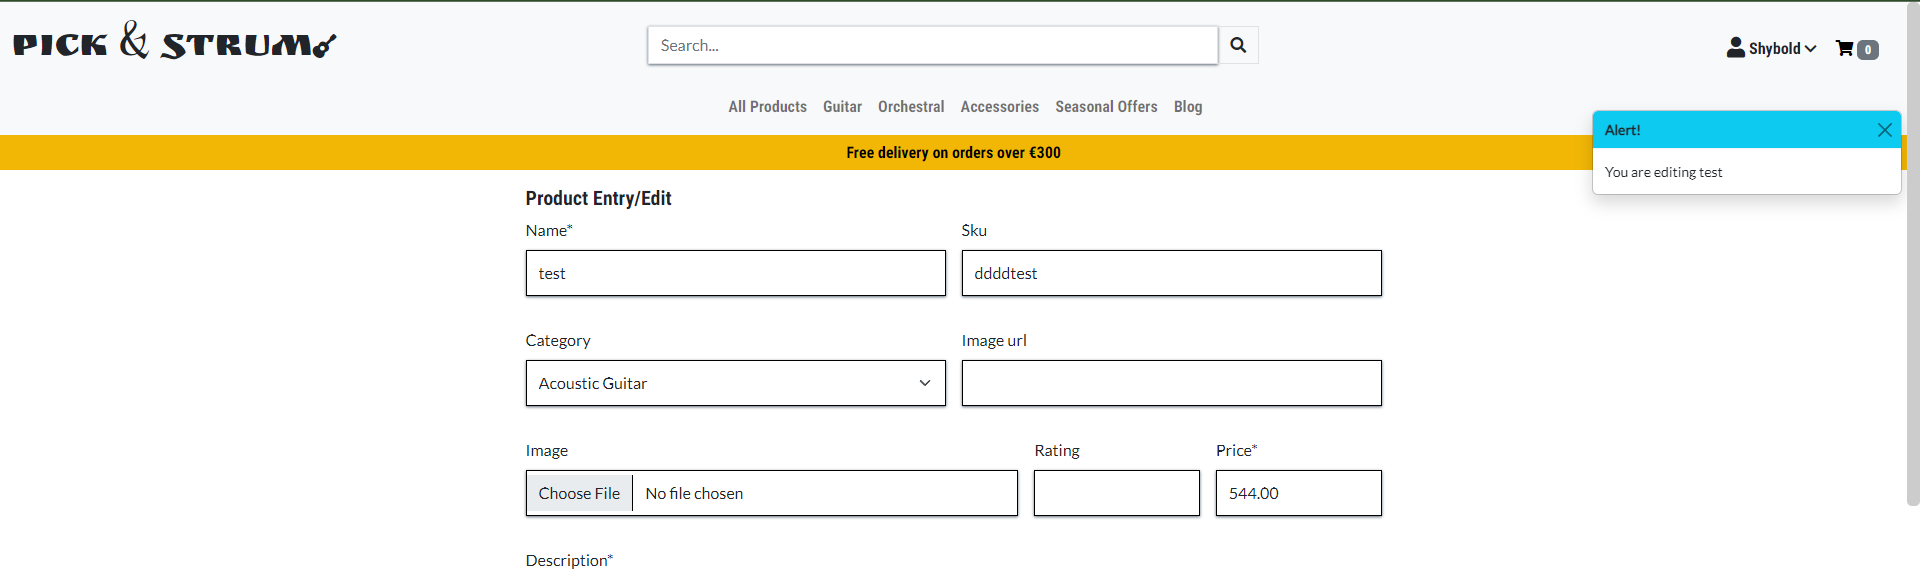 PICK & STRUM
Search...
Shybold
0
All Products Guitar Orchestral Accessories Seasonal Offers Blog
Free delivery on orders over €300
Alert!
You are editing test
Product Entry/Edit
Name* Sku
test ddddtest
Category Image url
Acoustic Guitar
Image Rating Price*
Choose File No file chosen 544.00
Description*